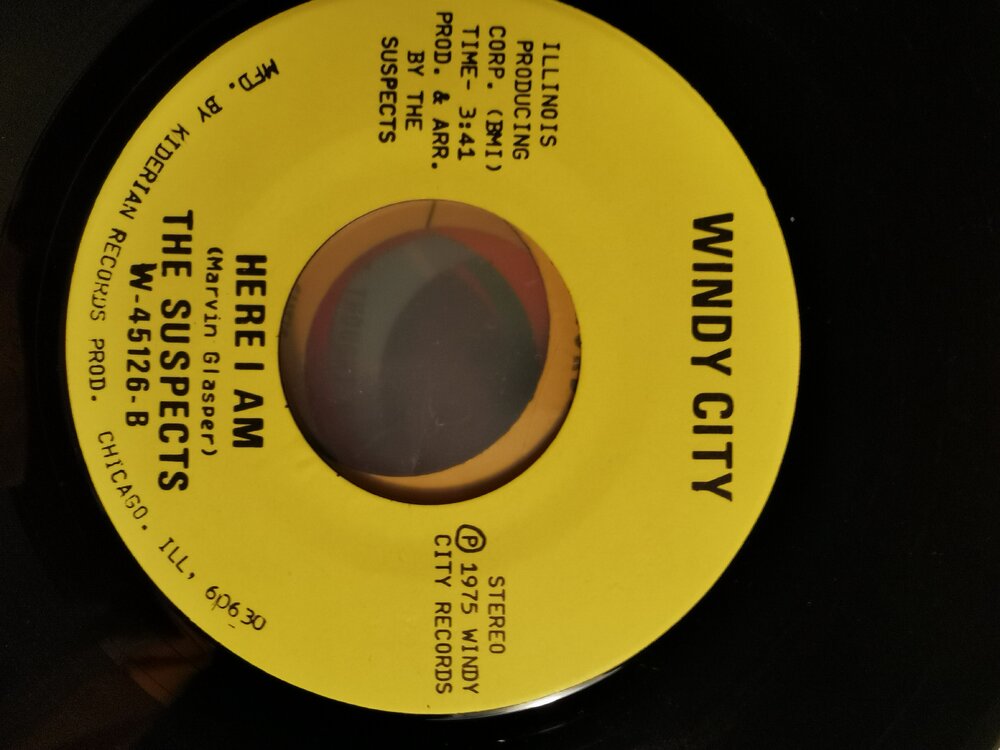 WINDY CITY
ILLINOIS
PRODUCING
CORP. (BMI)
TIME- 3:41
PROD. & ARR.
BY THE
SUSPECTS
STEREO
Ⓟ 1975 WINDY
CITY RECORDS
HERE I AM
(Marvin Glasper)
THE SUSPECTS
W-45126-B
MFD. BY KIDERIAN RECORDS PROD. CHICAGO. ILL, 60630